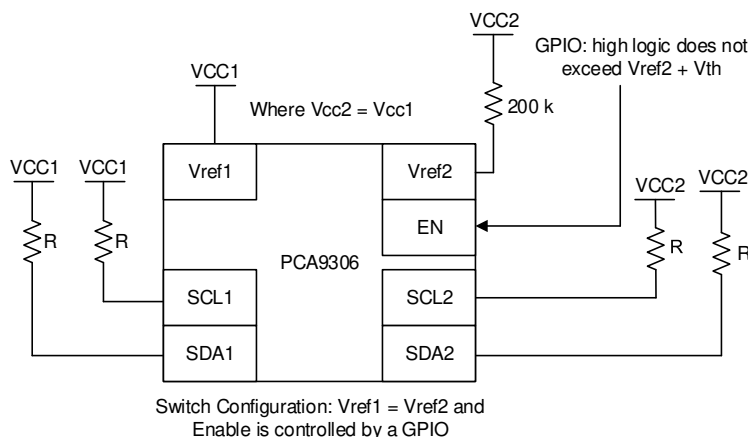 VCC2
GPIO: high logic does not
exceed Vref2 + Vth
VCC1
Where Vcc2 = Vcc1
200 k
VCC1
VCC1
Vref1
Vref2
VCC2
VCC2
EN
R
R
R
R
PCA9306
SCL1
SCL2
SDA1
SDA2
Switch Configuration: Vref1 = Vref2 and
Enable is controlled by a GPIO